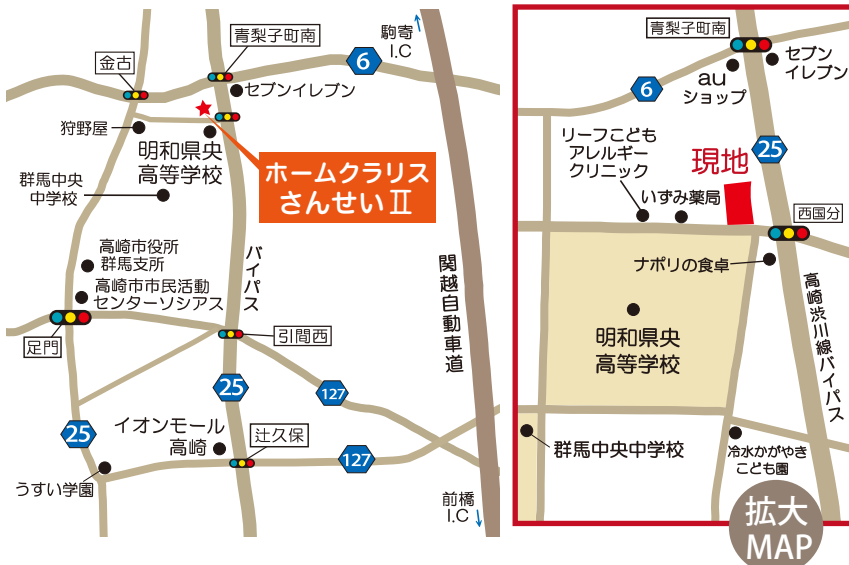 駒寄
I.C
青梨子町南
6
金古
セブンイレブン
狩野屋
明和県央
高等学校
ホームクラリス
さんせいⅡ
群馬中央
中学校
高崎市役所
群馬支所
高崎市市民活動
センターソシアス
バイパス
関越自動車道
足門
引間西
25
127
25
イオンモール
高崎
辻久保
127
うすい学園
前橋
I.C
青梨子町南
セブン
イレブン
au
ショップ
6
リーフこども
アレルギー
クリニック
現地
25
いずみ薬局
西国分
ナポリの食卓
高崎渋川線バイパス
明和県央
高等学校
群馬中央中学校
冷水かがやき
こども園
拡大
MAP